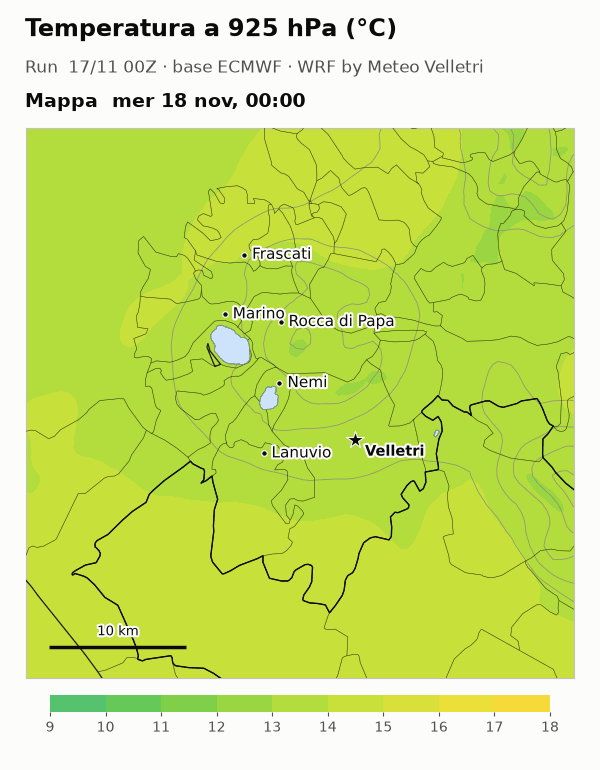 Temperatura a 925 hPa (°C)
Run  17/11 00Z · base ECMWF · WRF by Meteo Velletri
Mappa  mer 18 nov, 00:00
Frascati
Marino
Rocca di Papa
Nemi
Lanuvio
Velletri
10 km
9 10 11 12 13 14 15 16 17 18